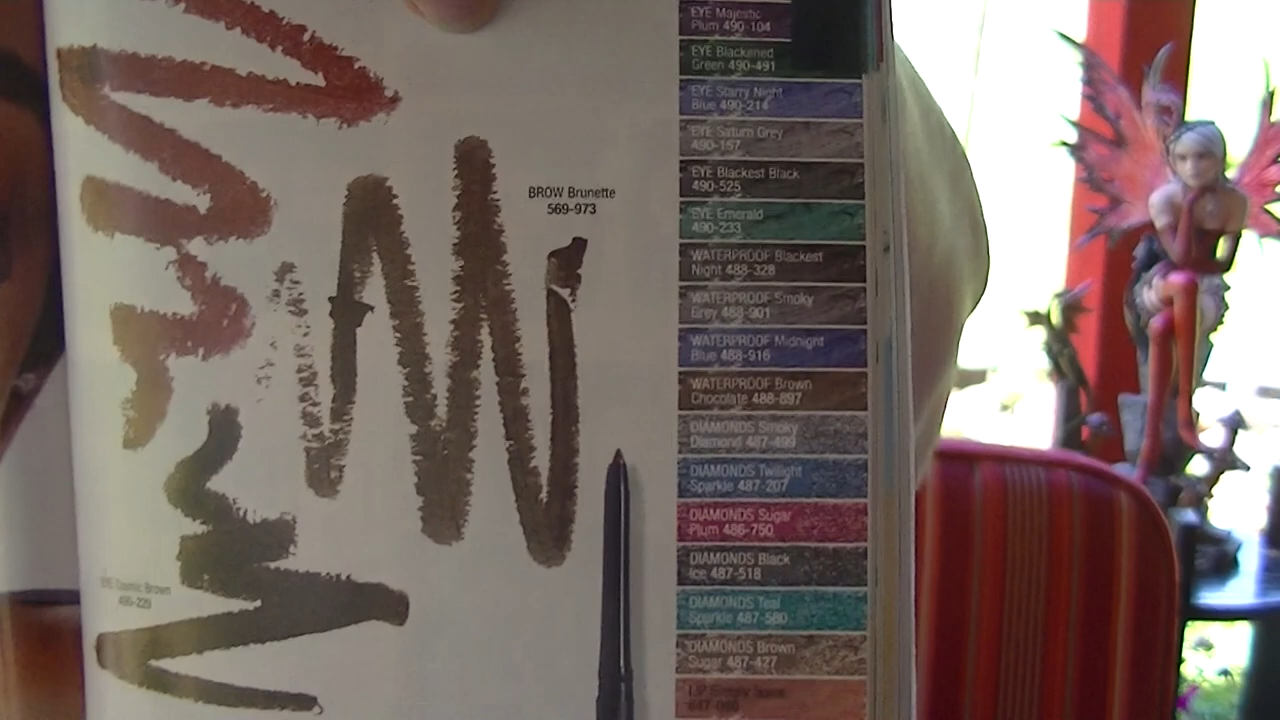 BROW Brunette
569-973
Brown
EYE Majestic
Plum 490-104
EYE Blackened
Green 490-491
EYE Starry Night
Blue 490-214
EYE Saturn Grey
490-157
EYE Blackest Black
490-525
EYE Emerald
490-233
WATERPROOF Blackest
Night 488-328
WATERPROOF Smoky
Grey 488-901
WATERPROOF Midnight
Blue 488-916
WATERPROOF Brown
Chocolate 488-897
DIAMONDS Smoky
Diamond 487-499
DIAMONDS Twilight
Sparkle 487-207
DIAMONDS Sugar
Plum 486-750
DIAMONDS Black
Ice 487-518
DIAMONDS Teal
Sparkle 487-580
DIAMONDS Brown
Sugar 487-427
LIP